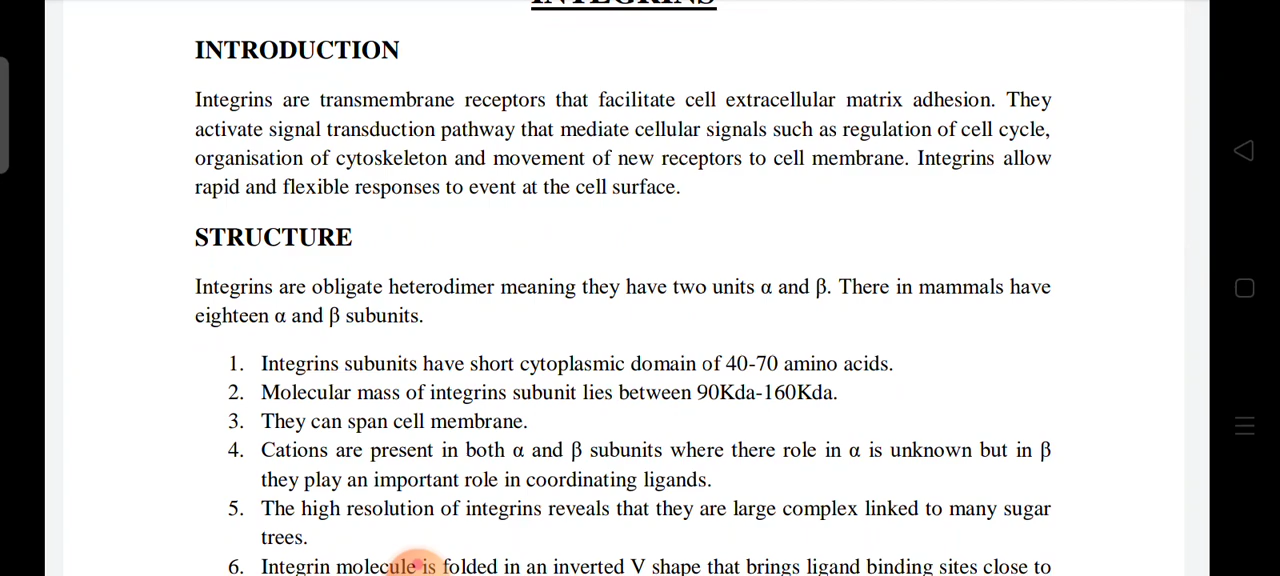 INTEGRINS
INTRODUCTION
Integrins are transmembrane receptors that facilitate cell extracellular matrix adhesion. They
activate signal transduction pathway that mediate cellular signals such as regulation of cell cycle,
organisation of cytoskeleton and movement of new receptors to cell membrane. Integrins allow
rapid and flexible responses to event at the cell surface.
STRUCTURE
Integrins are obligate heterodimer meaning they have two units α and β. There in mammals have
eighteen α and β subunits.
1. Integrins subunits have short cytoplasmic domain of 40-70 amino acids.
2. Molecular mass of integrins subunit lies between 90Kda-160Kda.
3. They can span cell membrane.
4. Cations are present in both α and β subunits where there role in α is unknown but in β
they play an important role in coordinating ligands.
5. The high resolution of integrins reveals that they are large complex linked to many sugar
trees.
6. Integrin molecule is folded in an inverted V shape that brings ligand binding sites close to